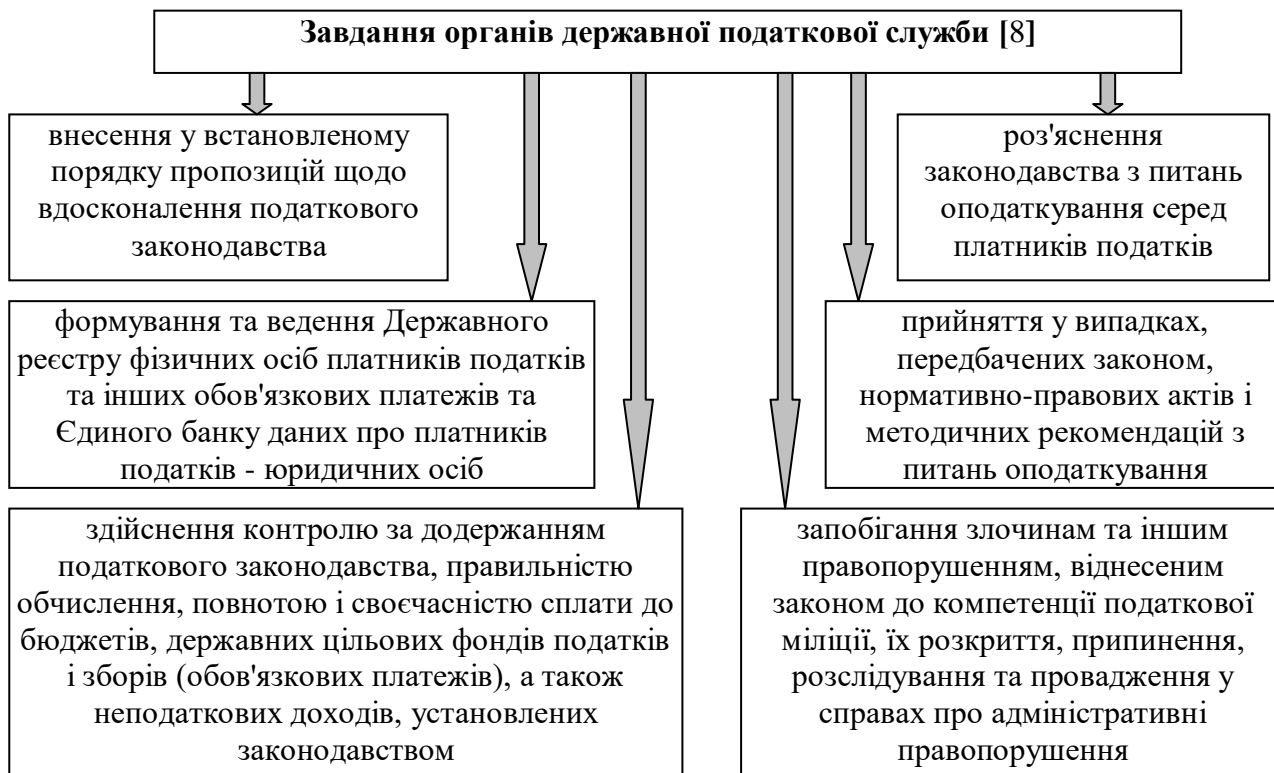 Завдання органів державної податкової служби [8]
внесення у встановленому
порядку пропозицій щодо
вдосконалення податкового
законодавства
роз'яснення
законодавства з питань
оподаткування серед
платників податків
формування та ведення Державного
реєстру фізичних осіб платників податків
та інших обов'язкових платежів та
Єдиного банку даних про платників
податків - юридичних осіб
прийняття у випадках,
передбачених законом,
нормативно-правових актів і
методичних рекомендацій з
питань оподаткування
здійснення контролю за додержанням
податкового законодавства, правильністю
обчислення, повнотою і своєчасністю сплати до
бюджетів, державних цільових фондів податків
і зборів (обов'язкових платежів), а також
неподаткових доходів, установлених
законодавством
запобігання злочинам та іншим
правопорушенням, віднесеним
законом до компетенції податкової
міліції, їх розкриття, припинення,
розслідування та провадження у
справах про адміністративні
правопорушення